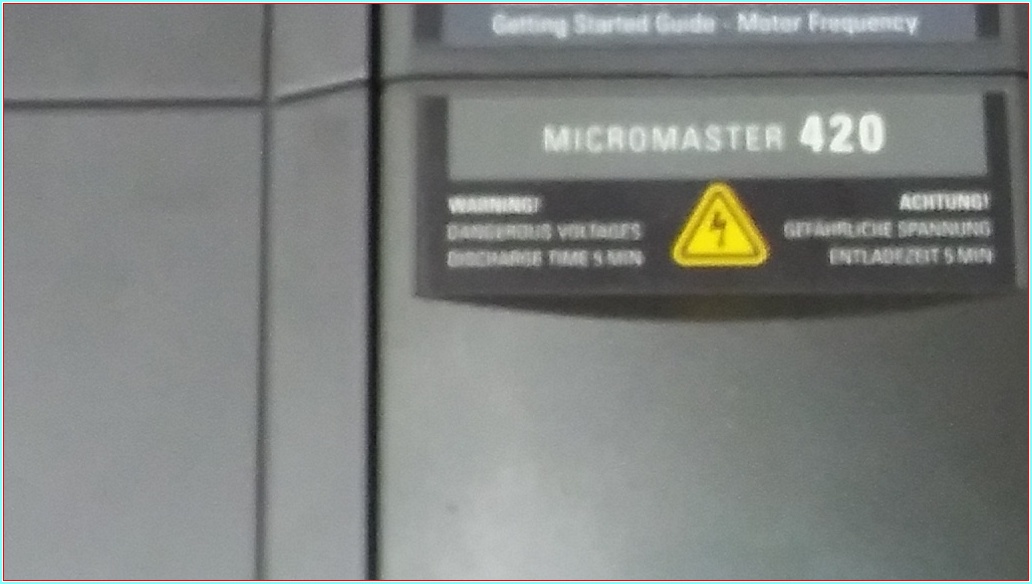 Getting Started Guide - Motor Frequency
MICROMASTER 420
WARNING!
DANGEROUS VOLTAGES
DISCHARGE TIME 5 MIN
ACHTUNG!
GEFÄHRLICHE SPANNUNG
ENTLADEZEIT 5 MIN